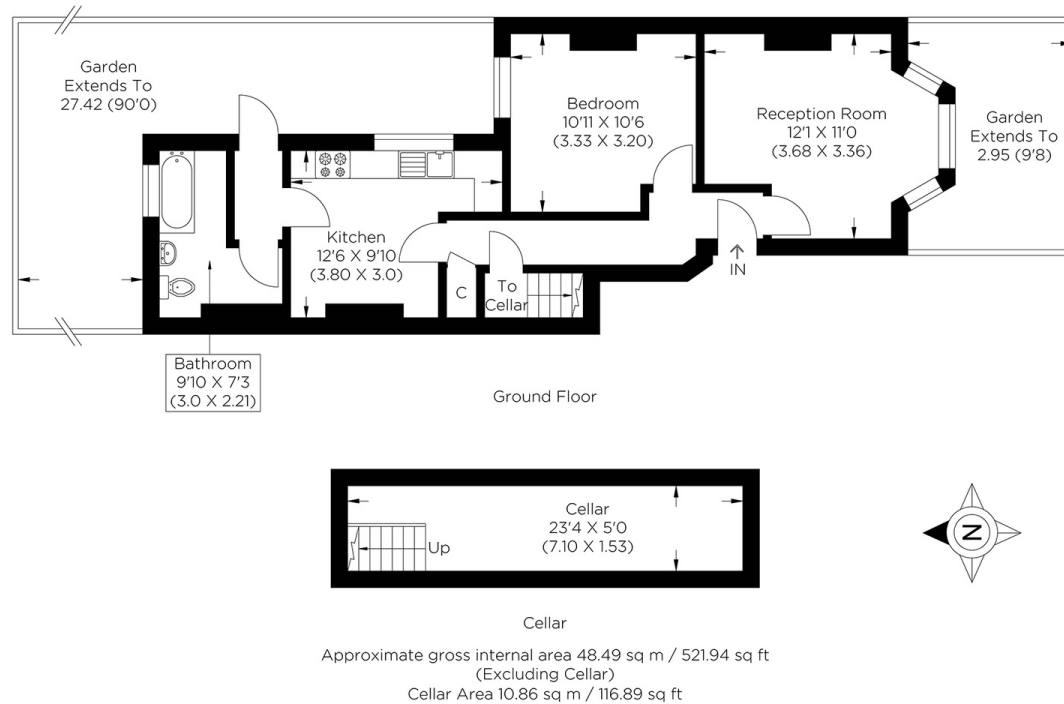 Garden
Extends To
27.42 (90'0)
Bedroom
10'11 X 10'6
(3.33 X 3.20)
Reception Room
12'1 X 11'0
(3.68 X 3.36)
Garden
Extends To
2.95 (9'8)
Kitchen
12'6 X 9'10
(3.80 X 3.0)
IN
C
To
Cellar
Bathroom
9'10 X 7'3
(3.0 X 2.21)
Ground Floor
Cellar
23'4 X 5'0
(7.10 X 1.53)
Up
N
Cellar
Approximate gross internal area 48.49 sq m / 521.94 sq ft
(Excluding Cellar)
Cellar Area 10.86 sq m / 116.89 sq ft